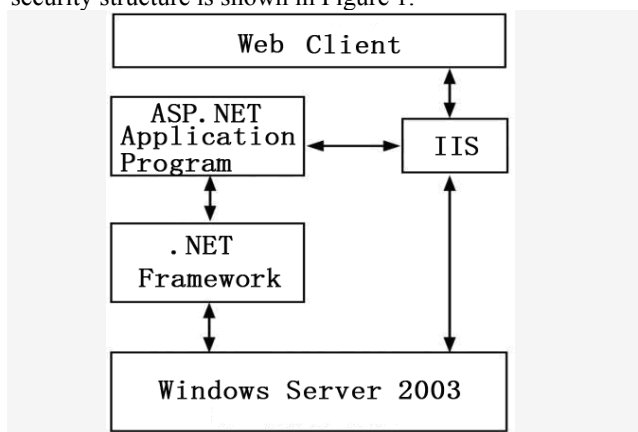 security structure is shown in Figure 1.
Web Client
ASP.NET
Application
Program
IIS
.NET
Framework
Windows Server 2003